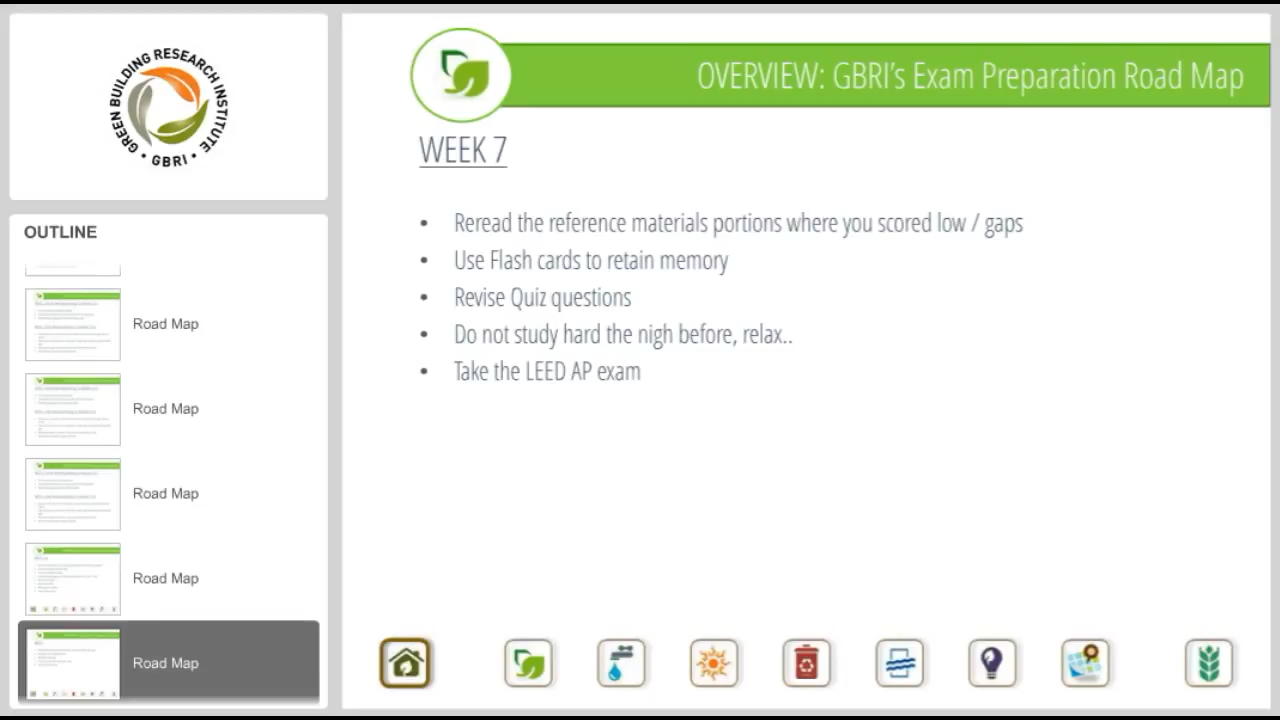 GREEN BUILDING RESEARCH INSTITUTE
• GBRI •
OUTLINE
Road Map
Road Map
Road Map
Road Map
Road Map
OVERVIEW: GBRI's Exam Preparation Road Map
WEEK 7
• Reread the reference materials portions where you scored low / gaps
• Use Flash cards to retain memory
• Revise Quiz questions
• Do not study hard the nigh before, relax..
• Take the LEED AP exam